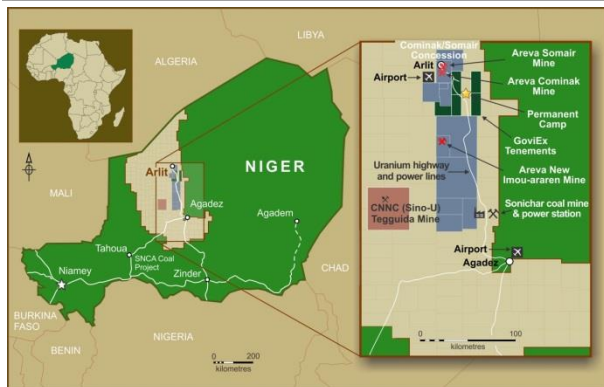 LIBYA
ALGERIA
NIGER
MALI
Arlit
Agadez
Agadem
Tahoua
SNCA Coal
Project
Niamey
Zinder
CHAD
BURKINA
FASO
BENIN
NIGERIA
0 200
kilometres
Cominak/Somair
Concession
Arlit
Airport
Areva Somair
Mine
Areva Cominak
Mine
Permanent
Camp
GoviEx
Tenements
Uranium highway
and power lines
Areva New
Imou-araren Mine
CNNC (Sino-U)
Tegguida Mine
Sonichar coal mine
& power station
Airport
Agadez
0 100
kilometres